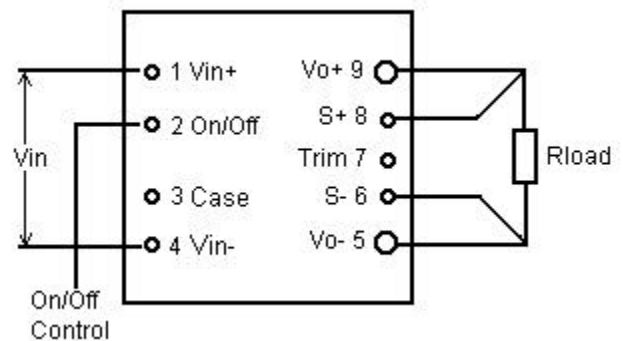 1 Vin+
Vo+ 9
2 On/Off
S+ 8
Vin
Trim 7
Rload
3 Case
S- 6
4 Vin-
Vo- 5
On/Off
Control